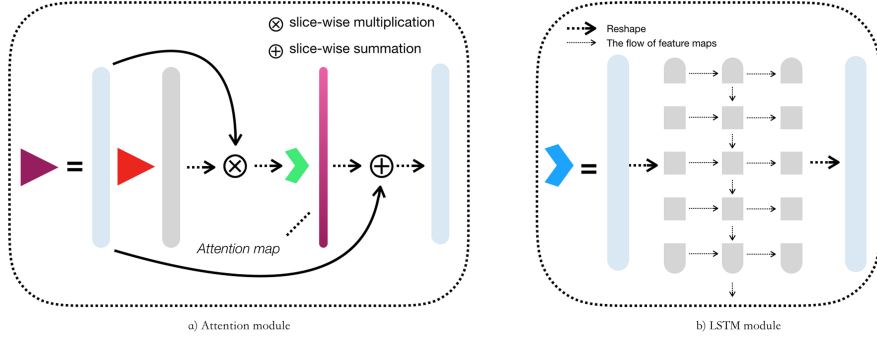 slice-wise multiplication
slice-wise summation
Attention map
a) Attention module
Reshape
The flow of feature maps
b) LSTM module